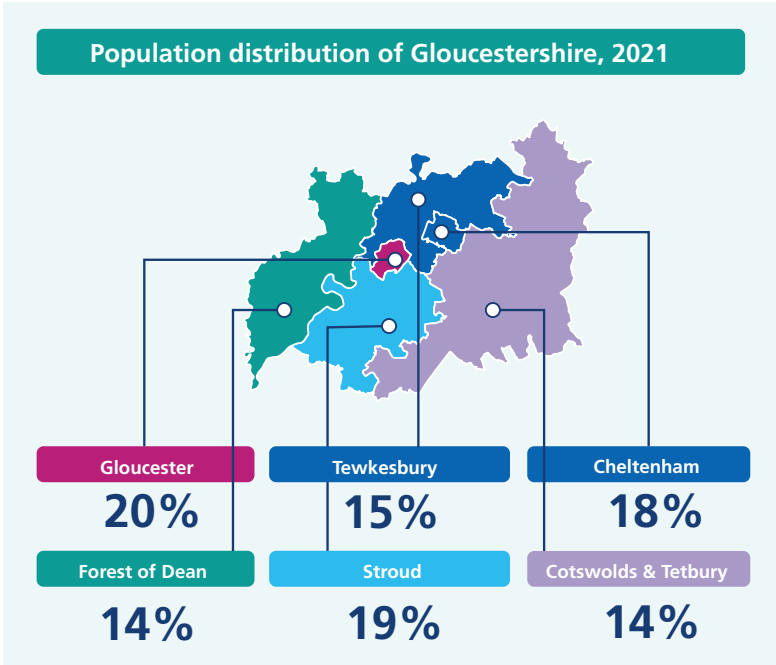 Population distribution of Gloucestershire, 2021
Gloucester
20%
Tewkesbury
15%
Cheltenham
18%
Forest of Dean
14%
Stroud
19%
Cotswolds & Tetbury
14%